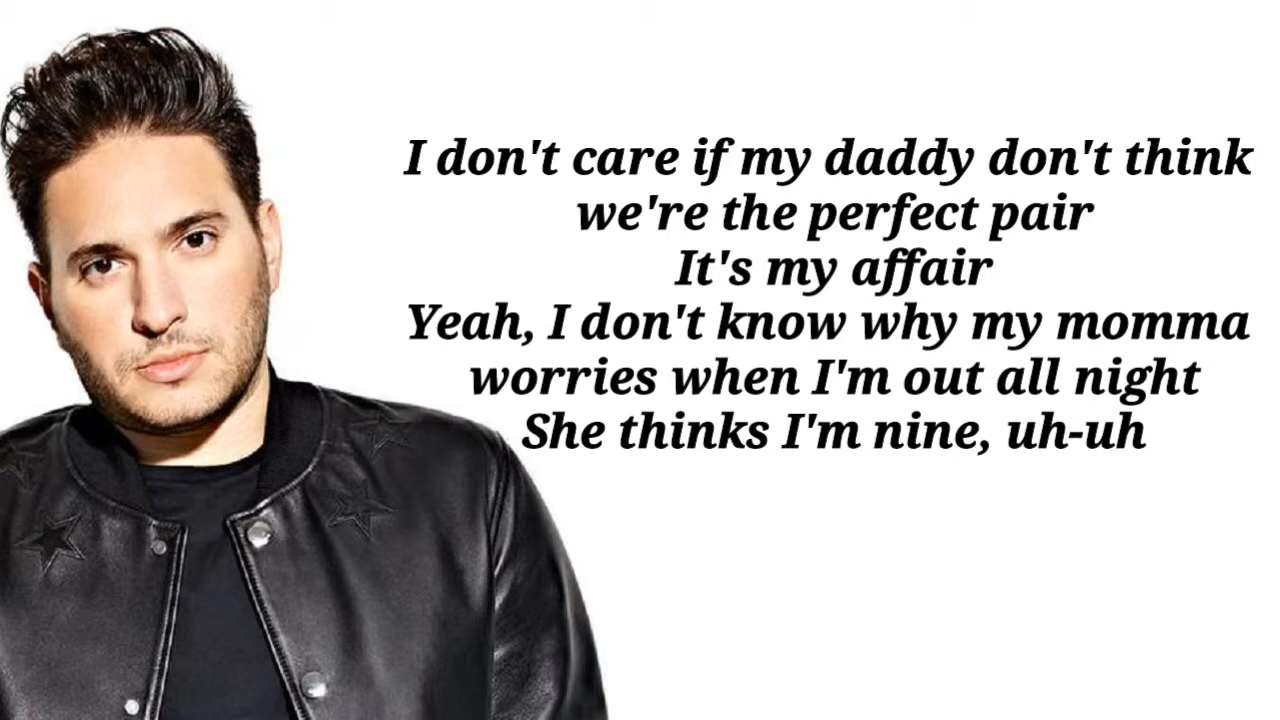 I don't care if my daddy don't think
we're the perfect pair
It's my affair
Yeah, I don't know why my momma
worries when I'm out all night
She thinks I'm nine, uh-uh